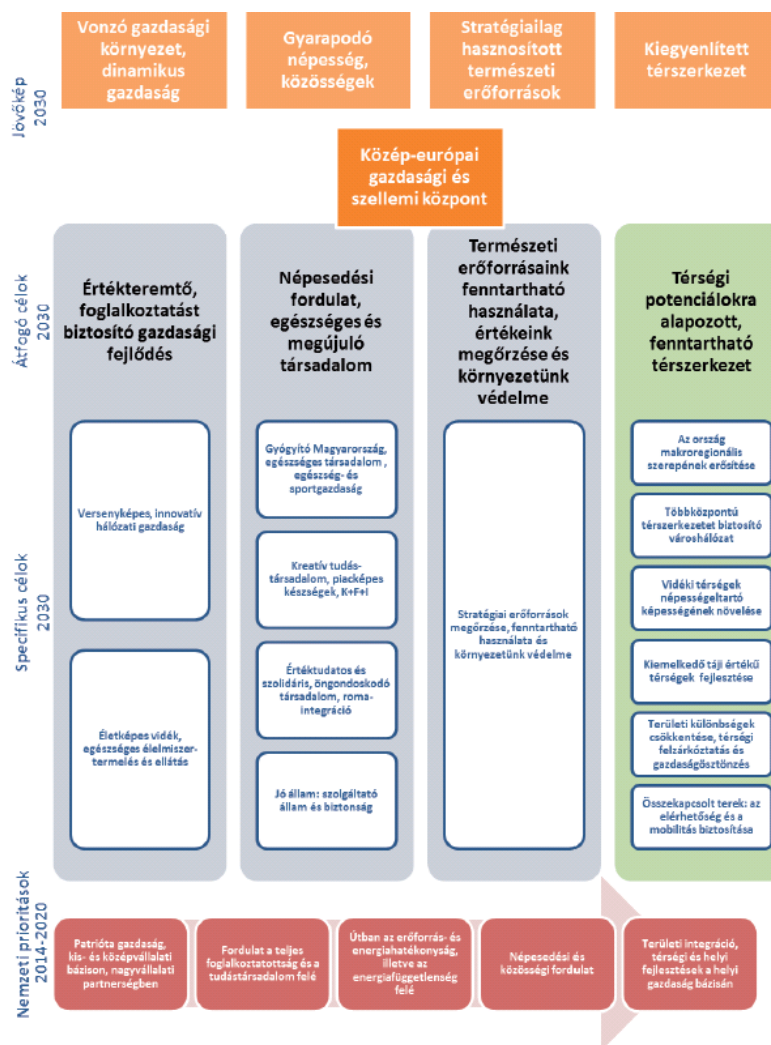 Jövőkép
2030
Vonzó gazdasági
környezet,
dinamikus
gazdaság
Gyarapodó
népesség,
közösségek
Stratégiailag
hasznosított
természeti
erőforrások
Kiegyenlített
térszerkezet
Közép-európai
gazdasági és
szellemi központ
Átfogó célok
2030
Értékteremtő,
foglalkoztatást
biztosító gazdasági
fejlődés
Népesedési
fordulat,
egészséges és
megújuló
társadalom
Természeti
erőforrásaink
fenntartható
használata,
értékeink
megőrzése és
környezetünk
védelme
Térségi
potenciálokra
alapozott,
fenntartható
térszerkezet
Specifikus célok
2030
Versenyképes, innovatív
hálózati gazdaság
Életképes vidék,
egészséges élelmiszer-
termelés és ellátás
Gyógyító Magyarország,
egészséges társadalom ,
egészség- és
sportgazdaság
Kreatív tudás-
társadalom, piacképes
készségek, K+F+I
Értéktudatos és
szolidáris, öngondoskodó
társadalom, roma-
integráció
Jó állam: szolgáltató
állam és biztonság
Stratégiai erőforrások
megőrzése, fenntartható
használata és
környezetünk védelme
Az ország
makroregionális
szerepének erősítése
Többközpontú
térszerkezetet biztosító
városhálózat
Vidéki térségek
népességeltartó
képességének növelése
Kiemelkedő táji értékű
térségek fejlesztése
Területi különbségek
csökkentése, térségi
felzárkóztatás és
gazdaságösztönzés
Összekapcsolt terek: az
elérhetőség és a
mobilitás biztosítása
Nemzeti prioritások
2014-2020
Patrióta gazdaság,
kis- és középvállalati
bázison, nagyvállalati
partnerségben
Fordulat a teljes
foglalkoztatottság és a
tudástársadalom felé
Útban az erőforrás- és
energiahatékonyság,
illetve az
energiafüggetlenség
felé
Népesedési és
közösségi fordulat
Területi integráció,
térségi és helyi
fejlesztések a helyi
gazdaság bázisán